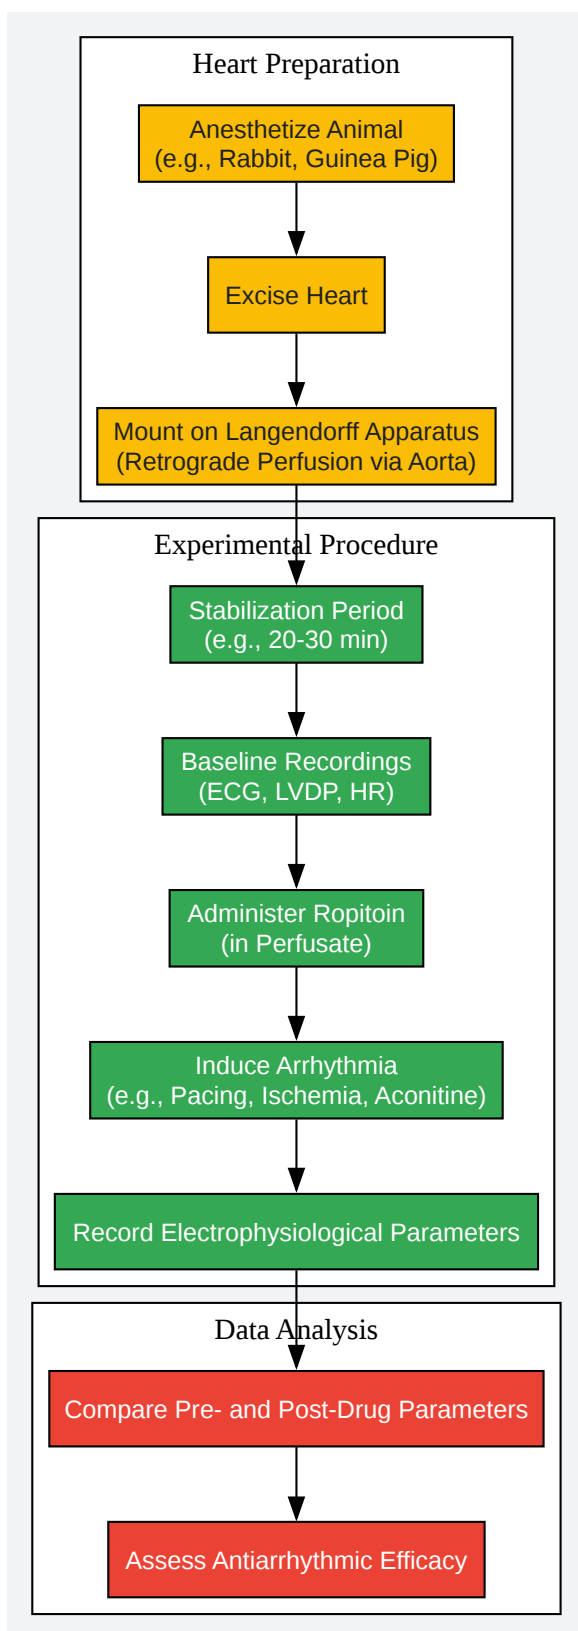 Heart Preparation
Anesthetize Animal
(e.g., Rabbit, Guinea Pig)
Excise Heart
Mount on Langendorff Apparatus
(Retrograde Perfusion via Aorta)
Experimental Procedure
Stabilization Period
(e.g., 20-30 min)
Baseline Recordings
(ECG, LVDP, HR)
Administer Ropitoin
(in Perfusate)
Induce Arrhythmia
(e.g., Pacing, Ischemia, Aconitine)
Record Electrophysiological Parameters
Data Analysis
Compare Pre- and Post-Drug Parameters
Assess Antiarrhythmic Efficacy